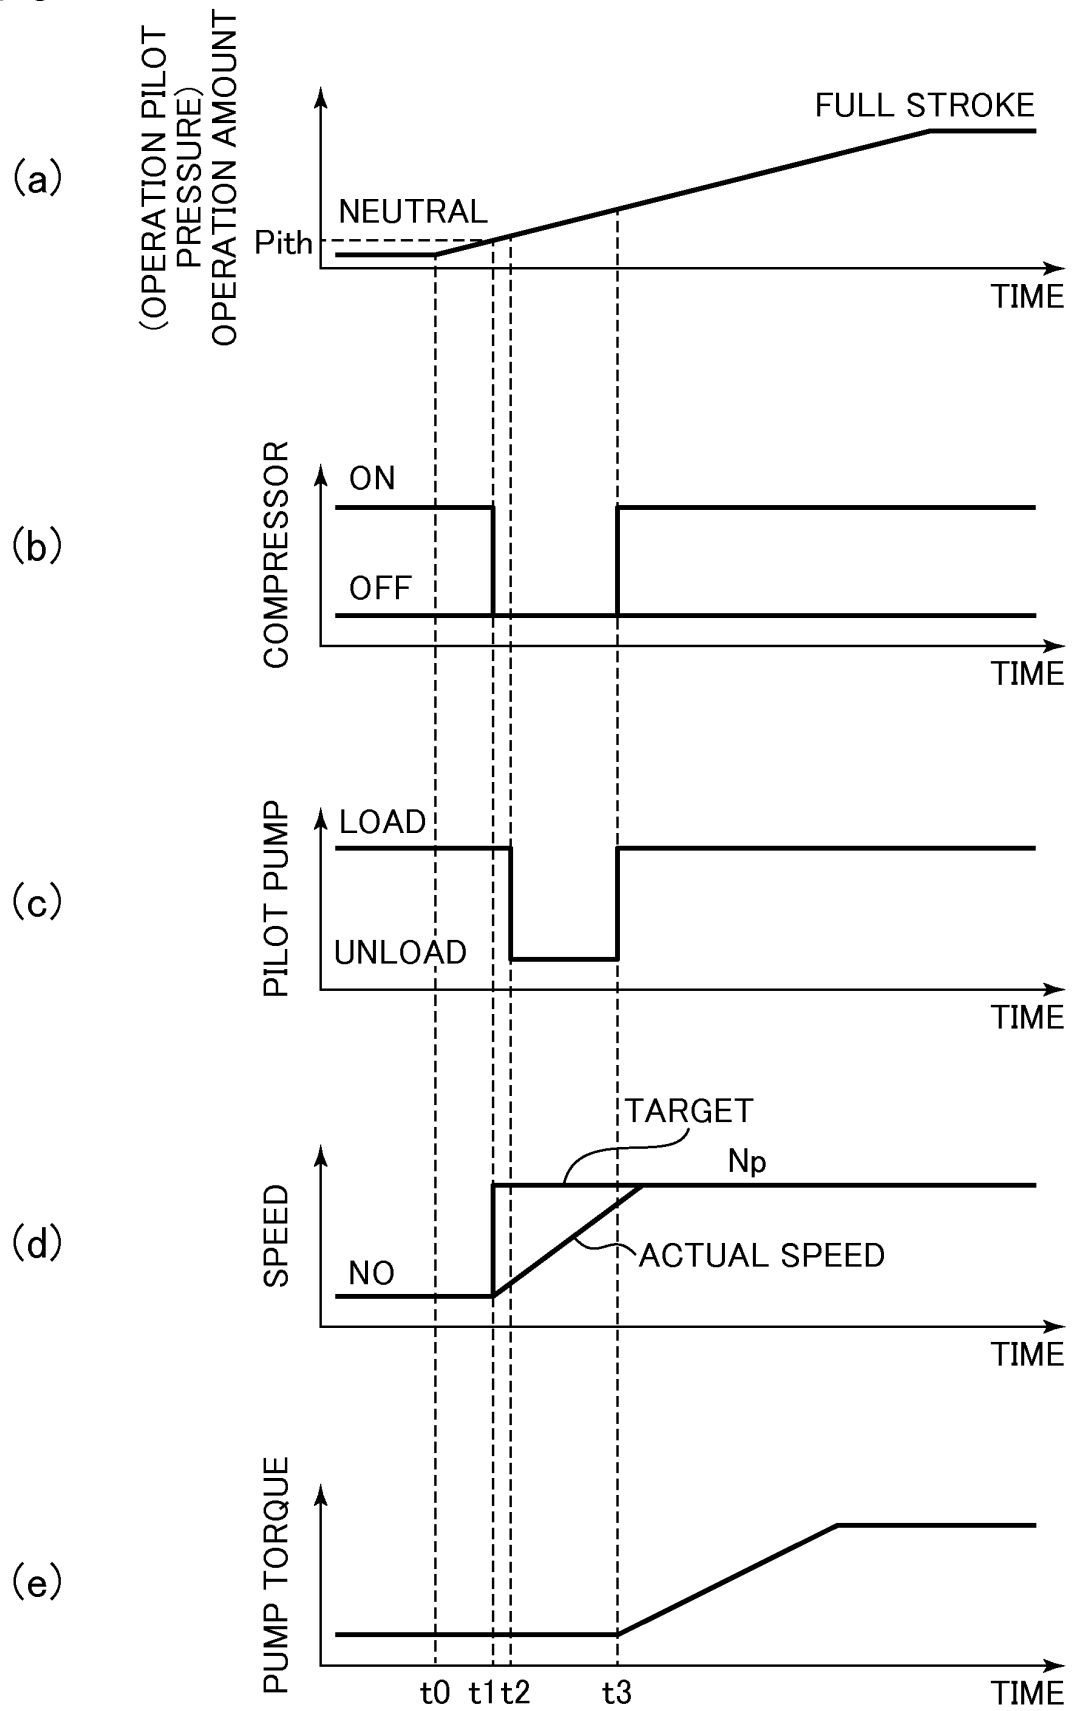 (a)
(OPERATION PILOT
PRESSURE)
OPERATION AMOUNT
FULL STROKE
NEUTRAL
Pith
TIME
(b)
COMPRESSOR
ON
OFF
TIME
(c)
PILOT PUMP
LOAD
UNLOAD
TIME
(d)
SPEED
TARGET
Np
NO
ACTUAL SPEED
TIME
(e)
PUMP TORQUE
t0 t1 t2 t3
TIME